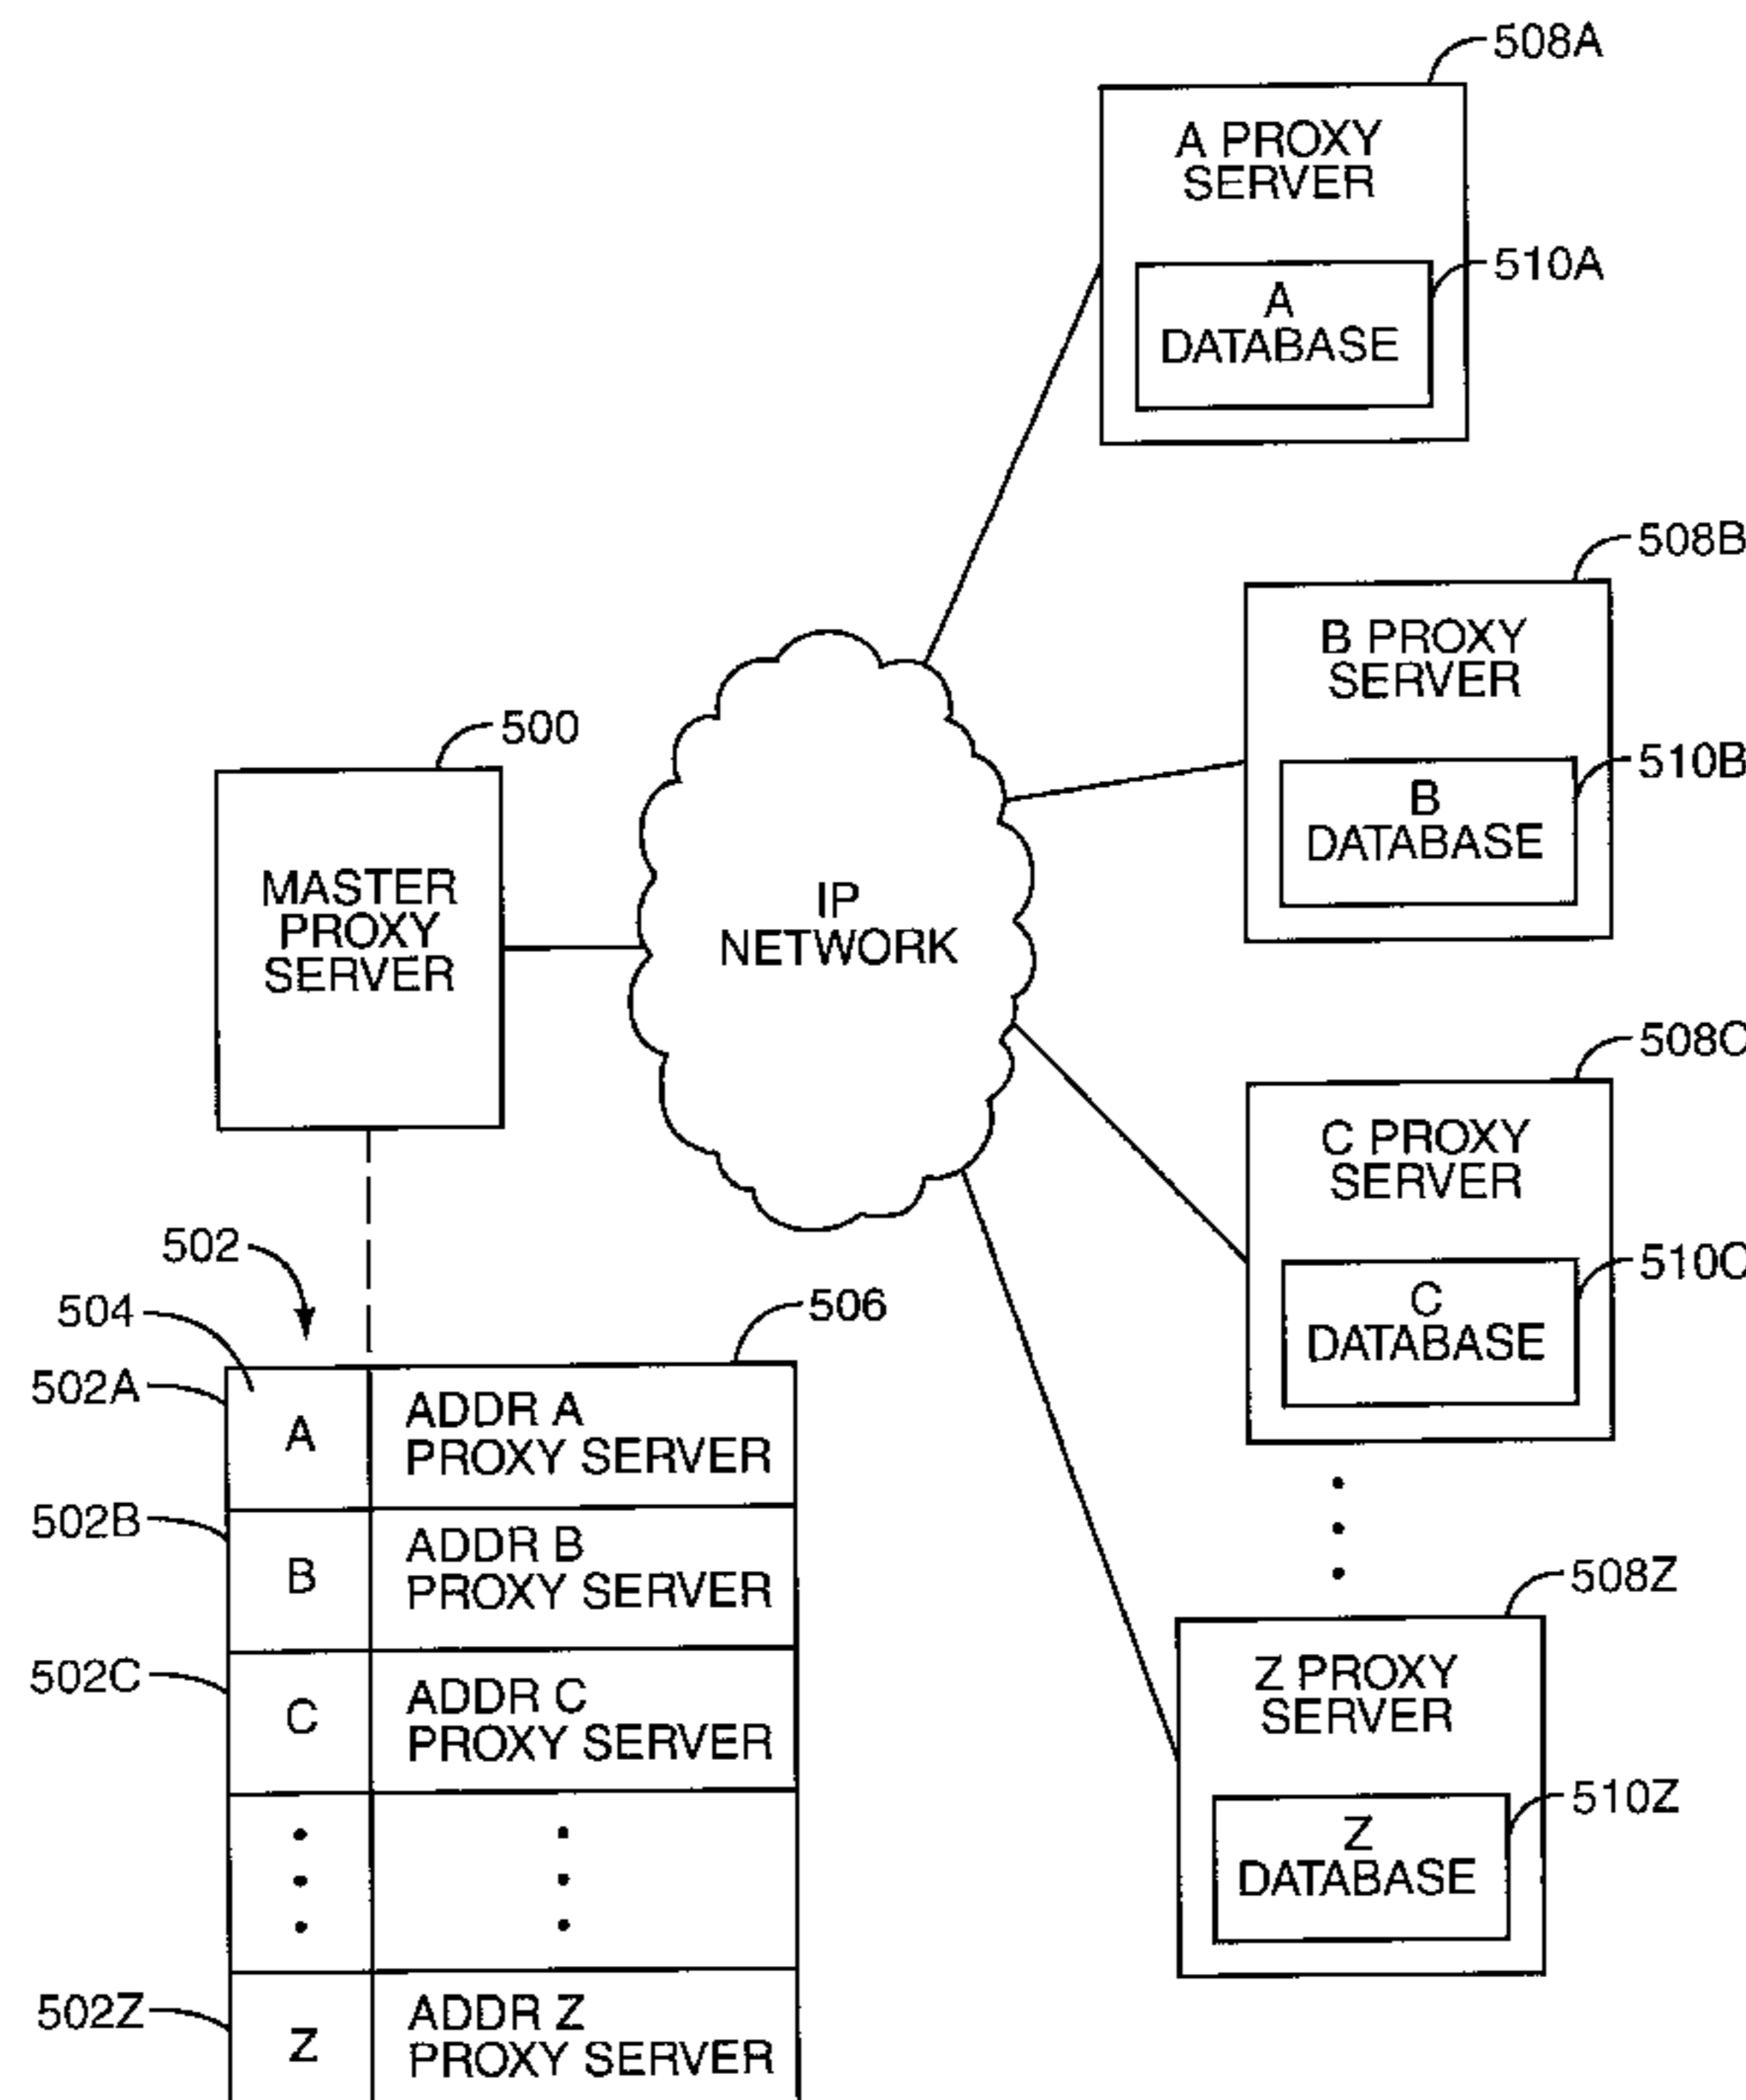 508A
A PROXY
SERVER
510A
A
DATABASE
508B
B PROXY
SERVER
510B
B
DATABASE
500
MASTER
PROXY
SERVER
IP
NETWORK
508C
C PROXY
SERVER
510C
C
DATABASE
502
504
506
502A
A
ADDR A
PROXY SERVER
502B
B
ADDR B
PROXY SERVER
502C
C
ADDR C
PROXY SERVER
508Z
Z PROXY
SERVER
510Z
Z
DATABASE
502Z
Z
ADDR Z
PROXY SERVER